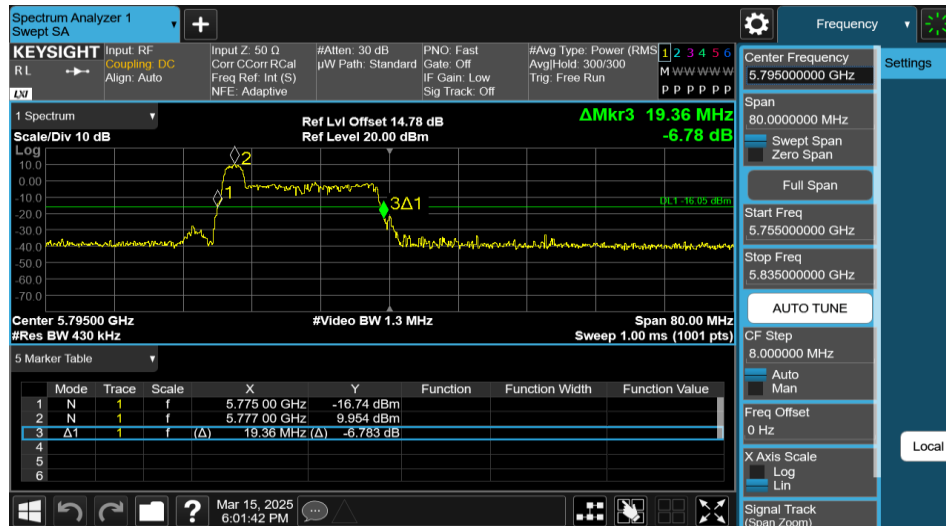 Spectrum Analyzer 1
Swept SA
+
Frequency
KEYSIGHT
RL
LXI
Input: RF
Coupling: DC
Align: Auto
Input Z: 50 Ω
Corr CCorr RCal
Freq Ref: Int (S)
NFE: Adaptive
#Atten: 30 dB
µW Path: Standard
PNO: Fast
Gate: Off
IF Gain: Low
Sig Track: Off
#Avg Type: Power (RMS
Avg|Hold: 300/300
Trig: Free Run
1 2 3 4 5 6
M W W W W W
P P P P P P
1 Spectrum
Scale/Div 10 dB
Ref Lvl Offset 14.78 dB
Ref Level 20.00 dBm
ΔMkr3 19.36 MHz
-6.78 dB
Log
10.0
0.00
-10.0
-20.0
-30.0
-40.0
-50.0
-60.0
-70.0
2
1
3Δ1
DL1 -16.05 dBm
Center 5.79500 GHz
#Video BW 1.3 MHz
Span 80.00 MHz
#Res BW 430 kHz
Sweep 1.00 ms (1001 pts)
5 Marker Table
Mode Trace Scale X Y Function Function Width Function Value
1 N 1 f 5.775 00 GHz -16.74 dBm
2 N 1 f 5.777 00 GHz 9.954 dBm
3 Δ1 1 f (Δ) 19.36 MHz (Δ) -6.783 dB
4
5
6
Mar 15, 2025
6:01:42 PM
?
Center Frequency
5.795000000 GHz
Span
80.0000000 MHz
Swept Span
Zero Span
Full Span
Start Freq
5.755000000 GHz
Stop Freq
5.835000000 GHz
AUTO TUNE
CF Step
8.000000 MHz
Auto
Man
Freq Offset
0 Hz
X Axis Scale
Log
Lin
Signal Track
(Span Zoom)
Settings
Local